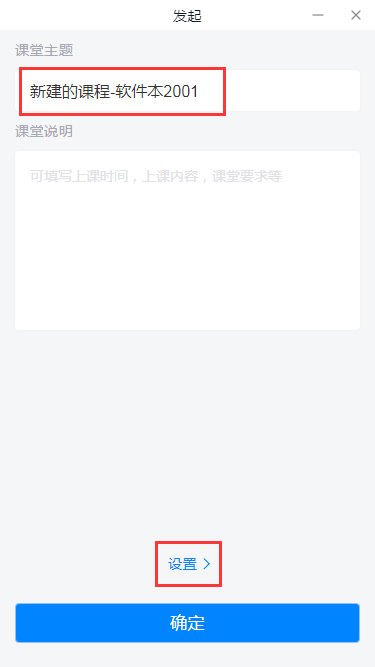 发起
课堂主题
新建的课程-软件本2001
课堂说明
可填写上课时间，上课内容，课堂要求等
设置
确定